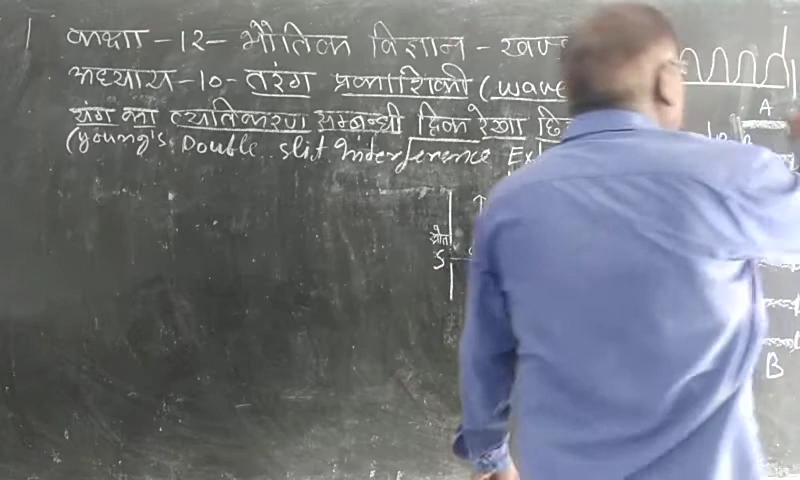 कक्षा-12- भौतिक विज्ञान - खण्ड
अध्याय-10- तरंग प्रकाशिकी (wave
यंग का व्यतिकरण सम्बन्धी द्विक रेखा छि
(Young's Double slit Interference Ex
A
स्रोत
S
B